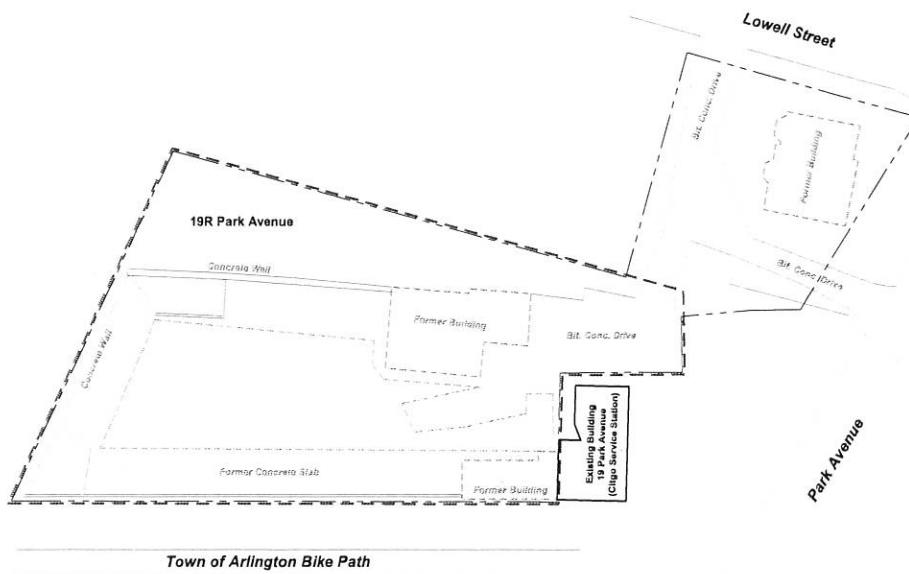 Lowell Street
Bit. Conc. Drive
Former Building
19R Park Avenue
Concrete Wall
Bit. Conc. Drive
Former Building
Bit. Conc. Drive
Concrete Wall
Existing Building
19 Park Avenue
(Citgo Service Station)
Park Avenue
Former Concrete Slab
Former Building
Town of Arlington Bike Path